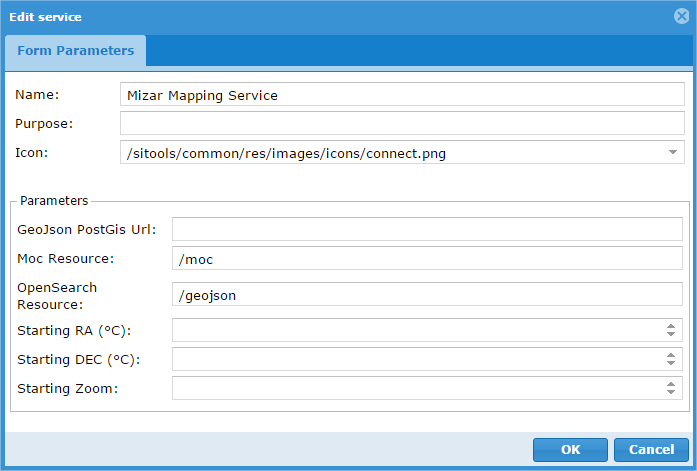 Edit service
Form Parameters
Name: Mizar Mapping Service
Purpose:
Icon: /sitools/common/res/images/icons/connect.png
Parameters
GeoJson PostGis Url:
Moc Resource: /moc
OpenSearch
Resource: /geojson
Starting RA (°C):
Starting DEC (°C):
Starting Zoom:
OK Cancel